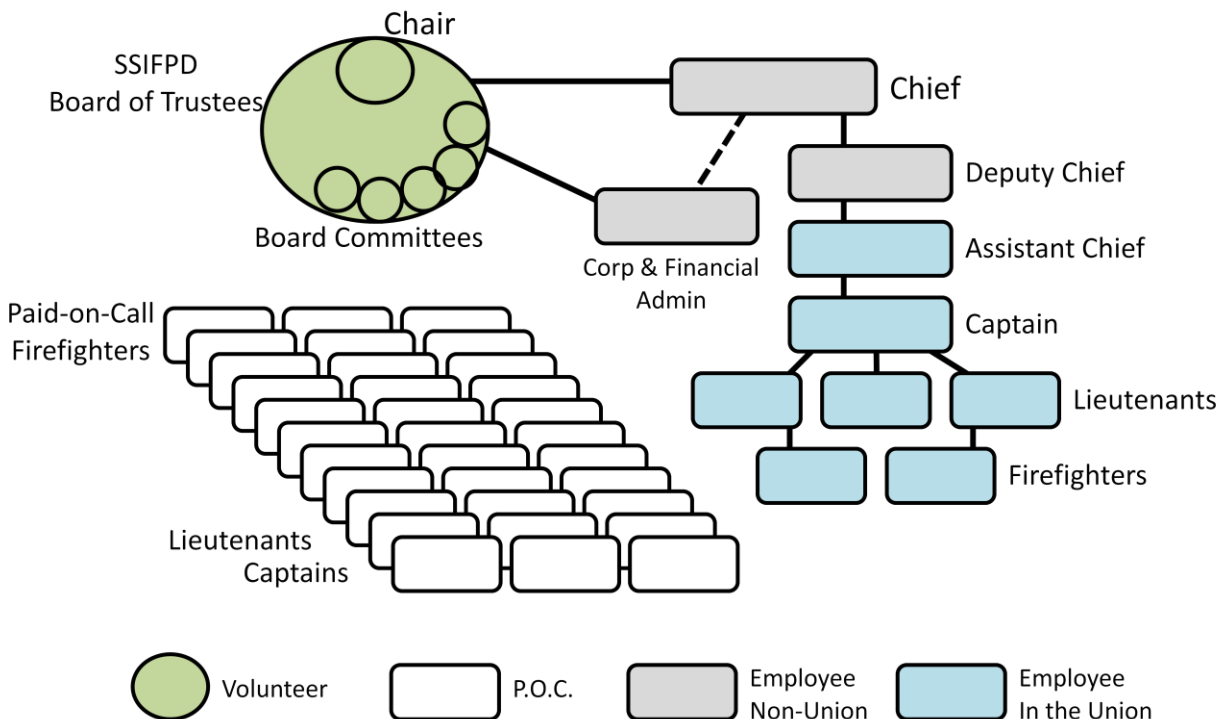 Chair
SSIFPD
Board of Trustees
Chief
Deputy Chief
Board Committees
Assistant Chief
Corp & Financial
Admin
Paid-on-Call
Firefighters
Captain
Lieutenants
Firefighters
Lieutenants
Captains
Volunteer
P.O.C.
Employee
Non-Union
Employee
In the Union